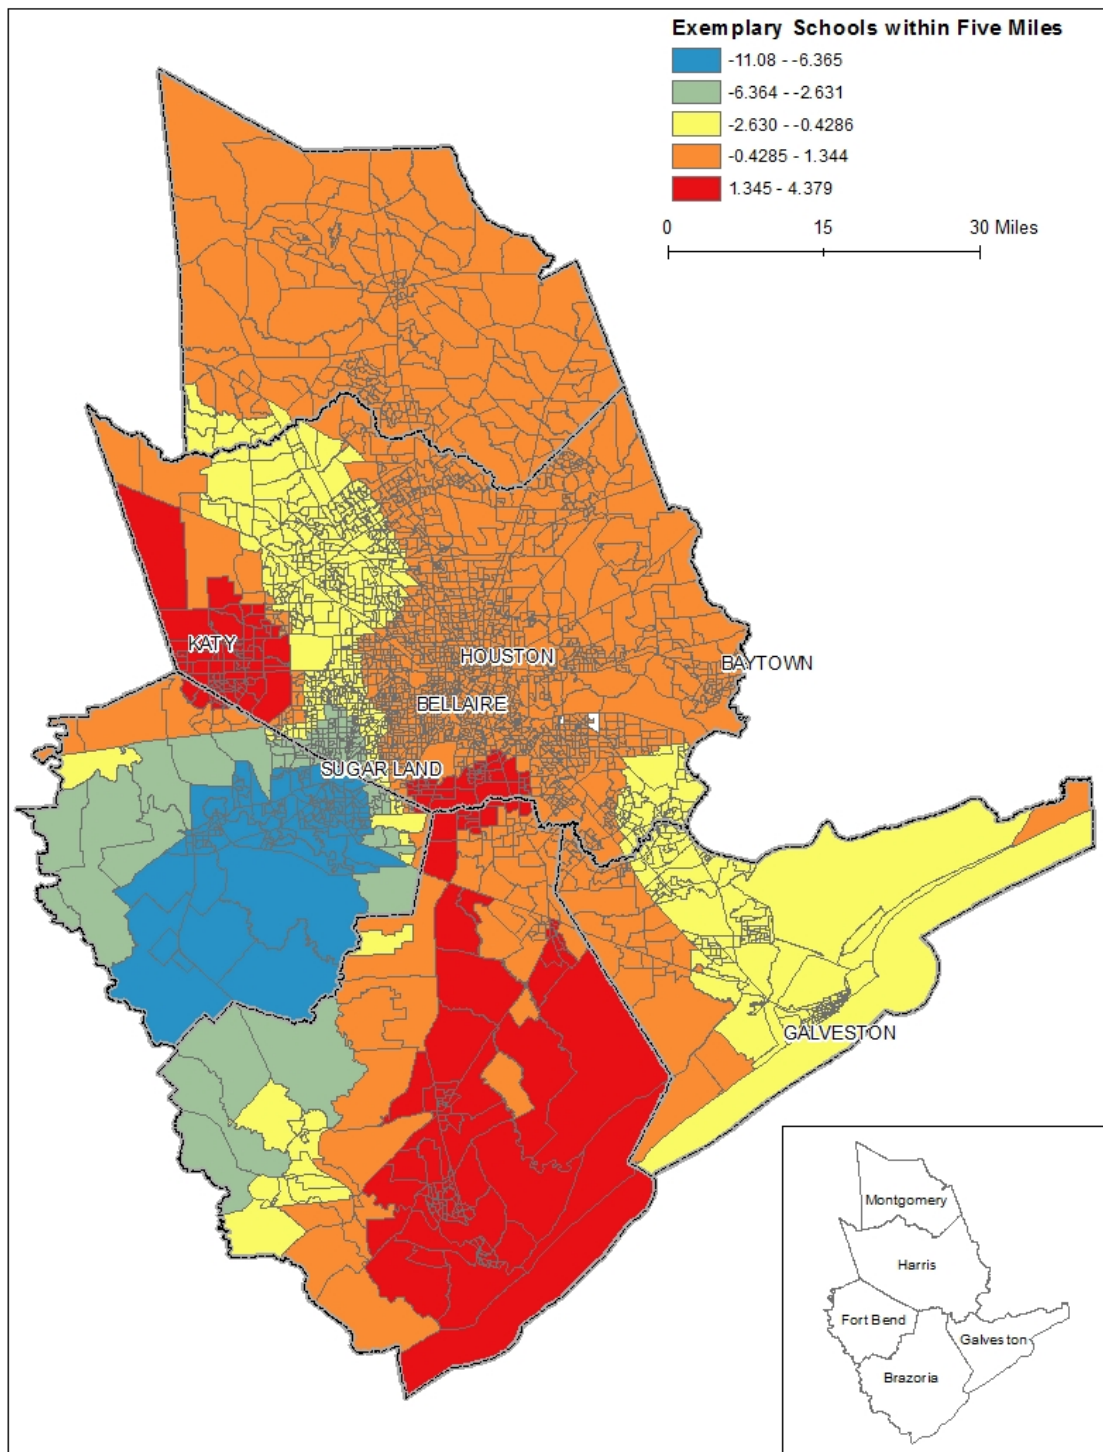 Exemplary Schools within Five Miles
-11.08 - -6.365
-6.364 - -2.631
-2.630 - -0.4286
-0.4285 - 1.344
1.345 - 4.379
0 15 30 Miles
KATY
HOUSTON
BAYTOWN
BELLAIRE
SUGAR LAND
GALVESTON
Montgomery
Harris
Fort Bend
Galveston
Brazoria